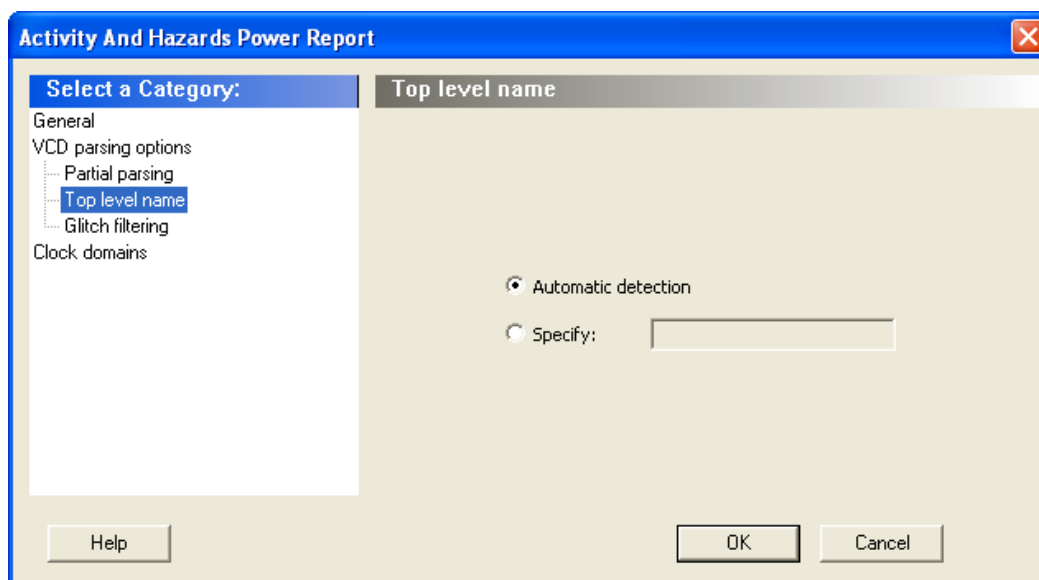 Activity And Hazards Power Report
Select a Category:
General
VCD parsing options
Partial parsing
Top level name
Glitch filtering
Clock domains
Top level name
Automatic detection
Specify:
Help
OK
Cancel